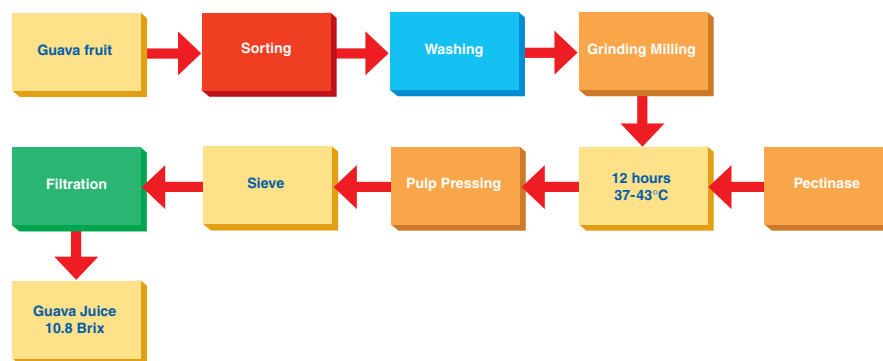 Guava fruit
Sorting
Washing
Grinding Milling
Filtration
Sieve
Pulp Pressing
12 hours
37-43°C
Pectinase
Guava Juice
10.8 Brix